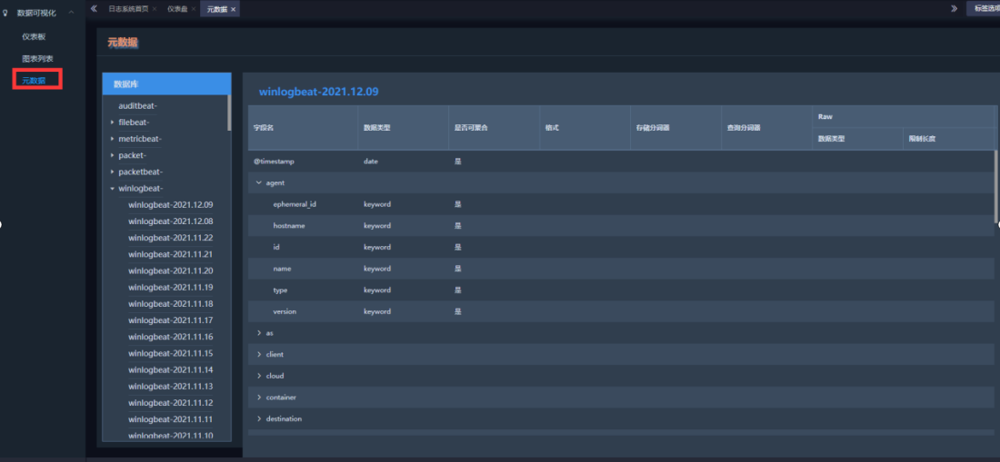 数据可视化
仪表板
图表列表
元数据
日志系统首页 仪表盘 元数据 标签选项
元数据
数据库
auditbeat-
filebeat-
metricbeat-
packet-
packetbeat-
winlogbeat-
winlogbeat-2021.12.09
winlogbeat-2021.12.08
winlogbeat-2021.11.22
winlogbeat-2021.11.21
winlogbeat-2021.11.20
winlogbeat-2021.11.19
winlogbeat-2021.11.18
winlogbeat-2021.11.17
winlogbeat-2021.11.16
winlogbeat-2021.11.15
winlogbeat-2021.11.14
winlogbeat-2021.11.13
winlogbeat-2021.11.12
winlogbeat-2021.11.11
winlogbeat-2021.11.10
winlogbeat-2021.12.09
字段名 数据类型 是否可聚合 格式 存储分词器 查询分词器 Raw
数据类型 限制长度
@timestamp date 是
agent
ephemeral_id keyword 是
hostname keyword 是
id keyword 是
name keyword 是
type keyword 是
version keyword 是
as
client
cloud
container
destination